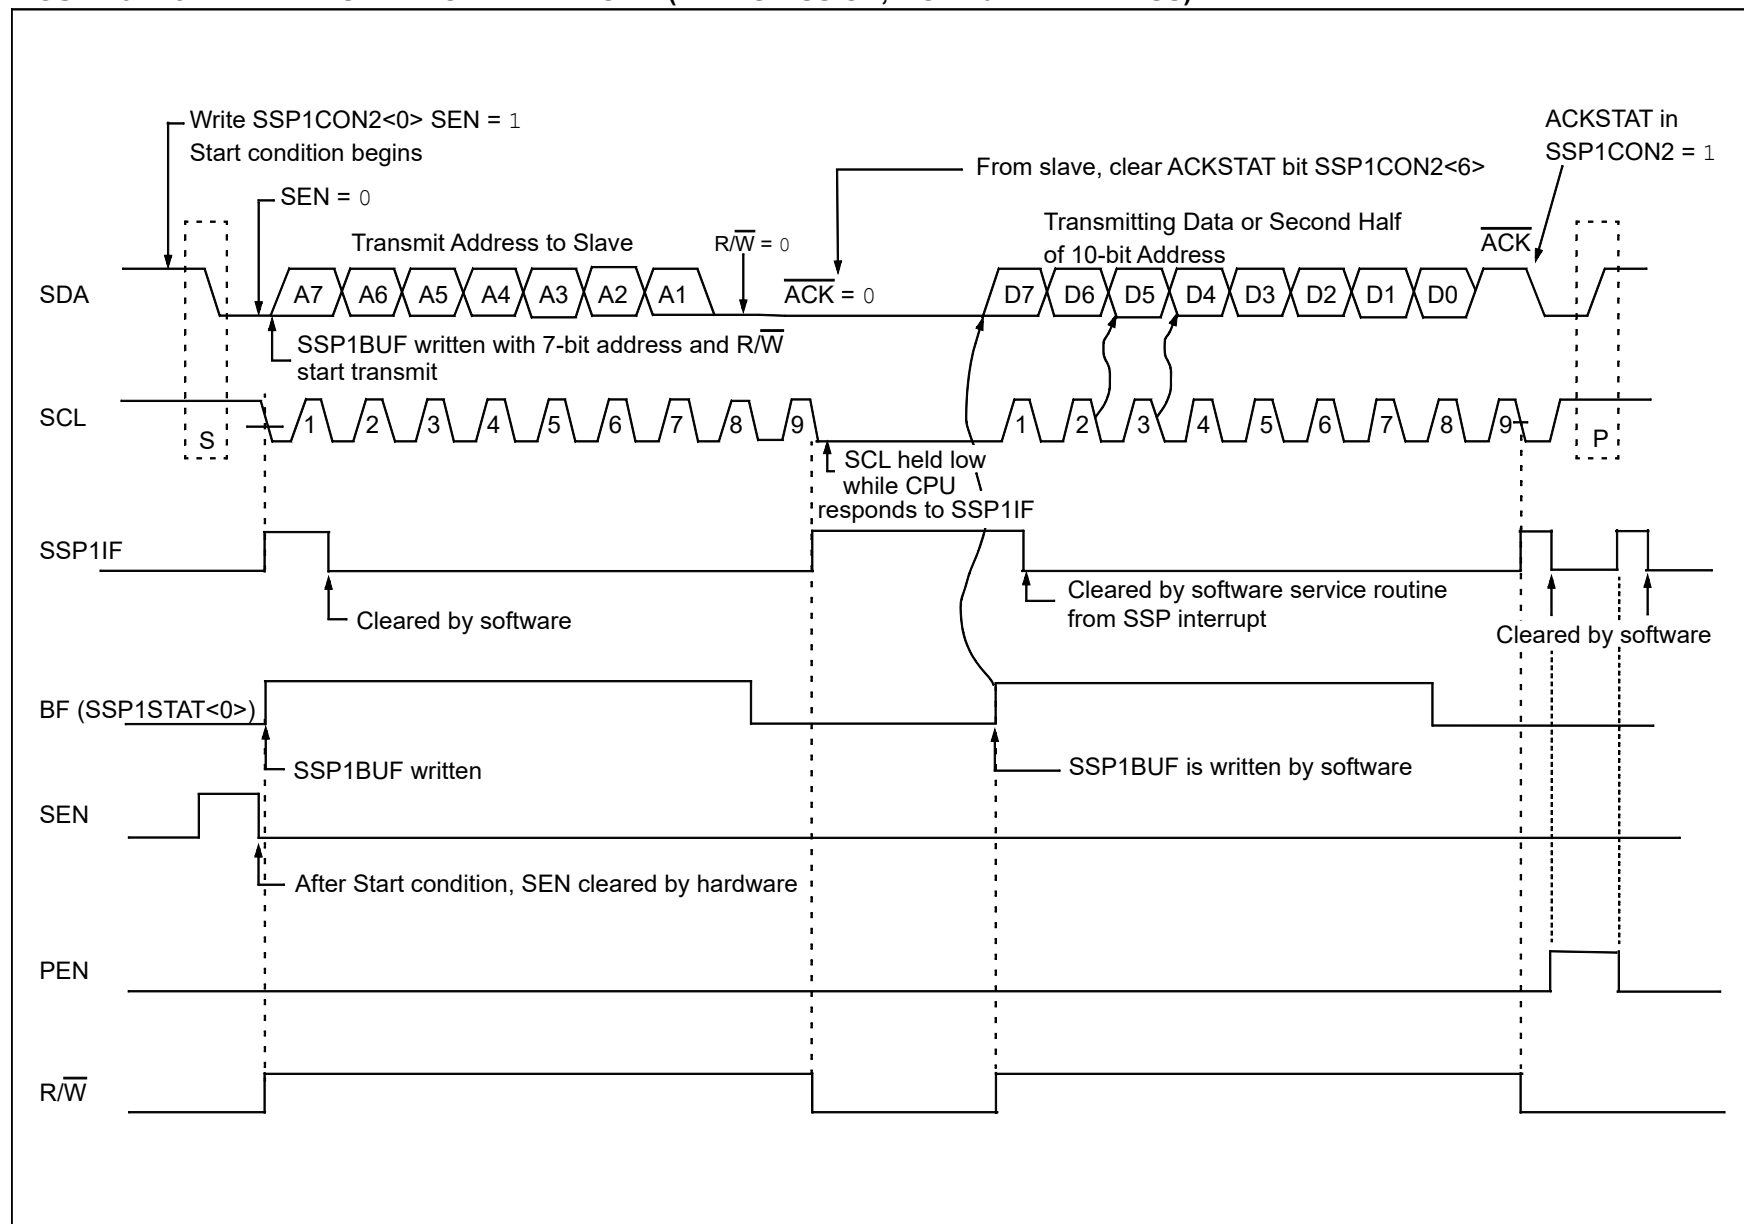 Write SSP1CON2<0> SEN = 1
Start condition begins
ACKSTAT in
SSP1CON2 = 1
From slave, clear ACKSTAT bit SSP1CON2<6>
SEN = 0
Transmitting Data or Second Half
of 10-bit Address
Transmit Address to Slave
R/W̅ = 0
A̅C̅K̅
SDA
A7 A6 A5 A4 A3 A2 A1
A̅C̅K̅ = 0
D7 D6 D5 D4 D3 D2 D1 D0
SSP1BUF written with 7-bit address and R/W̅
start transmit
SCL
S
1 2 3 4 5 6 7 8 9
1 2 3 4 5 6 7 8 9
P
SCL held low
while CPU
responds to SSP1IF
SSP1IF
Cleared by software
Cleared by software service routine
from SSP interrupt
Cleared by software
BF (SSP1STAT<0>)
SSP1BUF written
SSP1BUF is written by software
SEN
After Start condition, SEN cleared by hardware
PEN
R/W̅